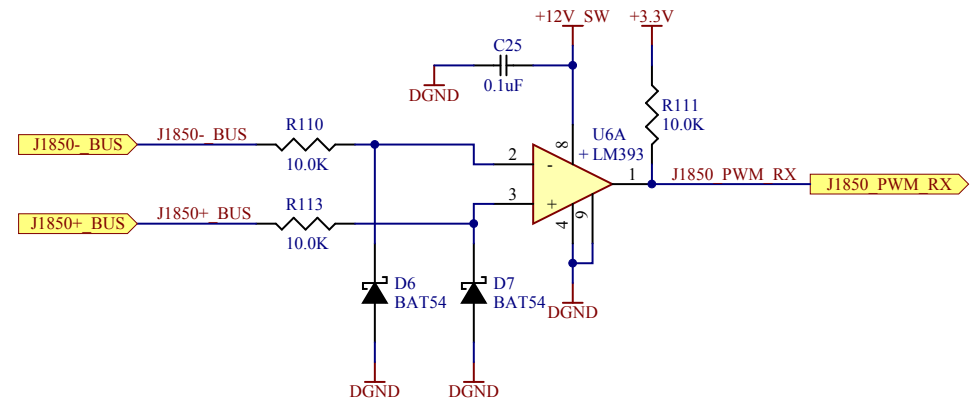 +12V_SW
+3.3V
C25
0.1uF
DGND
R111
10.0K
U6A
+ LM393
8
J1850-_BUS
J1850-_BUS
R110
10.0K
2
-
1
J1850_PWM_RX
J1850_PWM_RX
J1850+_BUS
J1850+_BUS
R113
10.0K
3
+
4
9
D6
BAT54
D7
BAT54
DGND
DGND
DGND